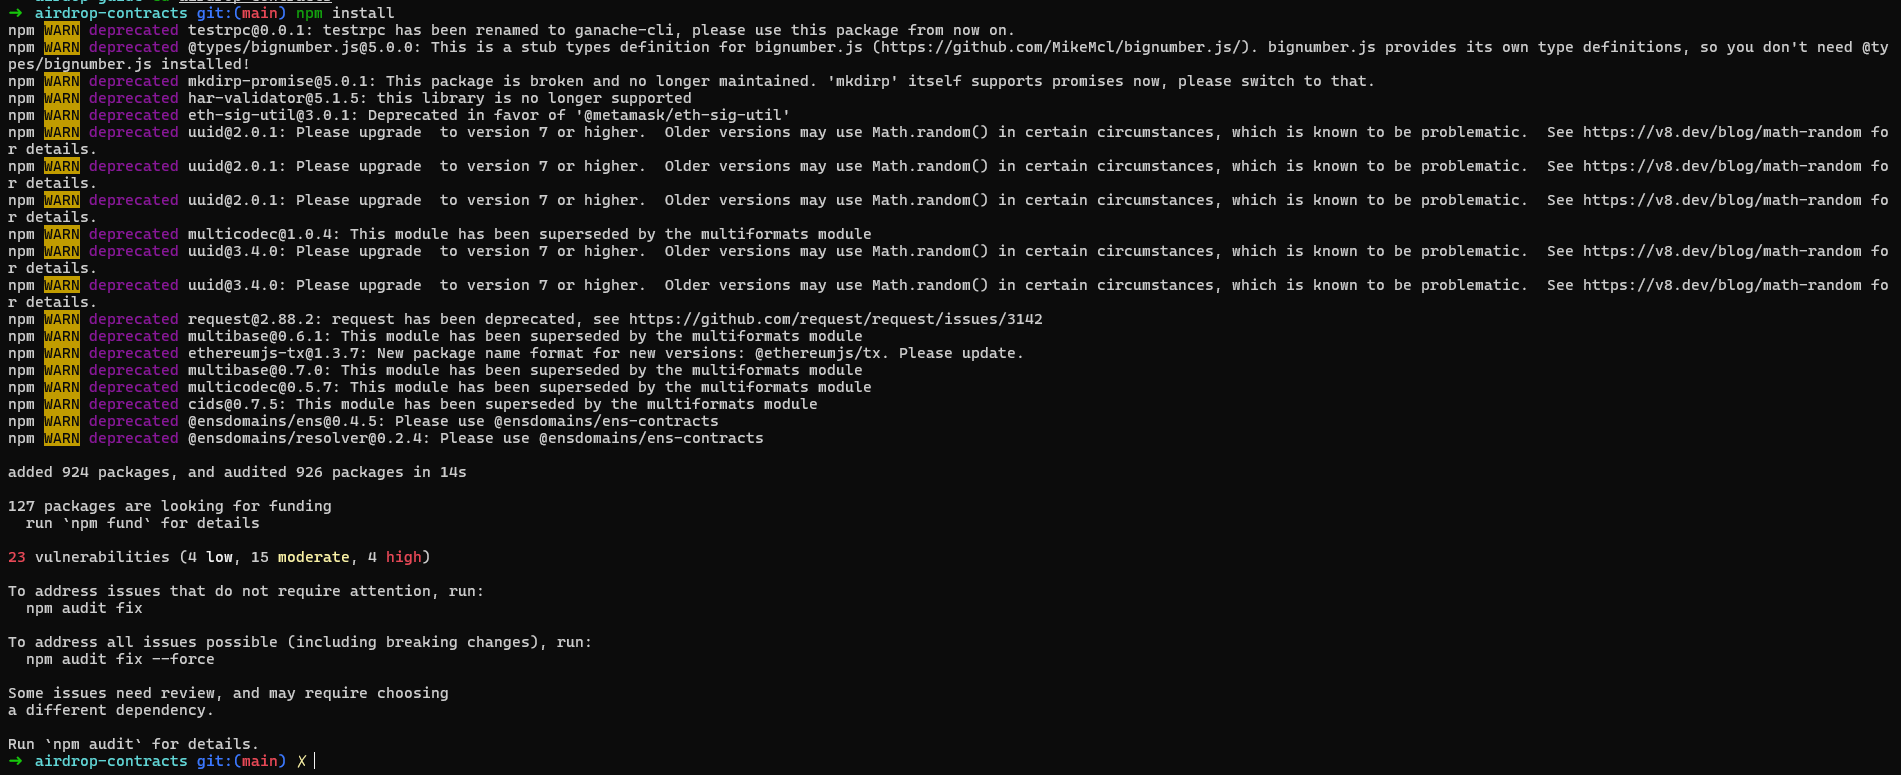 ➜  airdrop-contracts git:(main) npm install
npm WARN deprecated testrpc@0.0.1: testrpc has been renamed to ganache-cli, please use this package from now on.
npm WARN deprecated @types/bignumber.js@5.0.0: This is a stub types definition for bignumber.js (https://github.com/MikeMcl/bignumber.js/). bignumber.js provides its own type definitions, so you don't need @ty
pes/bignumber.js installed!
npm WARN deprecated mkdirp-promise@5.0.1: This package is broken and no longer maintained. 'mkdirp' itself supports promises now, please switch to that.
npm WARN deprecated har-validator@5.1.5: this library is no longer supported
npm WARN deprecated eth-sig-util@3.0.1: Deprecated in favor of '@metamask/eth-sig-util'
npm WARN deprecated uuid@2.0.1: Please upgrade  to version 7 or higher.  Older versions may use Math.random() in certain circumstances, which is known to be problematic.  See https://v8.dev/blog/math-random fo
r details.
npm WARN deprecated uuid@2.0.1: Please upgrade  to version 7 or higher.  Older versions may use Math.random() in certain circumstances, which is known to be problematic.  See https://v8.dev/blog/math-random fo
r details.
npm WARN deprecated uuid@2.0.1: Please upgrade  to version 7 or higher.  Older versions may use Math.random() in certain circumstances, which is known to be problematic.  See https://v8.dev/blog/math-random fo
r details.
npm WARN deprecated multicodec@1.0.4: This module has been superseded by the multiformats module
npm WARN deprecated uuid@3.4.0: Please upgrade  to version 7 or higher.  Older versions may use Math.random() in certain circumstances, which is known to be problematic.  See https://v8.dev/blog/math-random fo
r details.
npm WARN deprecated uuid@3.4.0: Please upgrade  to version 7 or higher.  Older versions may use Math.random() in certain circumstances, which is known to be problematic.  See https://v8.dev/blog/math-random fo
r details.
npm WARN deprecated request@2.88.2: request has been deprecated, see https://github.com/request/request/issues/3142
npm WARN deprecated multibase@0.6.1: This module has been superseded by the multiformats module
npm WARN deprecated ethereumjs-tx@1.3.7: New package name format for new versions: @ethereumjs/tx. Please update.
npm WARN deprecated multibase@0.7.0: This module has been superseded by the multiformats module
npm WARN deprecated multicodec@0.5.7: This module has been superseded by the multiformats module
npm WARN deprecated cids@0.7.5: This module has been superseded by the multiformats module
npm WARN deprecated @ensdomains/ens@0.4.5: Please use @ensdomains/ens-contracts
npm WARN deprecated @ensdomains/resolver@0.2.4: Please use @ensdomains/ens-contracts
added 924 packages, and audited 926 packages in 14s
127 packages are looking for funding
  run `npm fund` for details
23 vulnerabilities (4 low, 15 moderate, 4 high)
To address issues that do not require attention, run:
  npm audit fix
To address all issues possible (including breaking changes), run:
  npm audit fix --force
Some issues need review, and may require choosing
a different dependency.
Run `npm audit` for details.
➜  airdrop-contracts git:(main) ✗